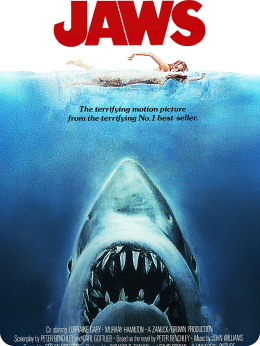 JAWS
The terrifying motion picture
from the terrifying No. 1 best seller.
Co starring LORRAINE GARY · MURRAY HAMILTON · A ZANUCK/BROWN PRODUCTION
Screenplay by PETER BENCHLEY and CARL GOTTLIEB · Based on the novel by PETER BENCHLEY · Music by JOHN WILLIAMS